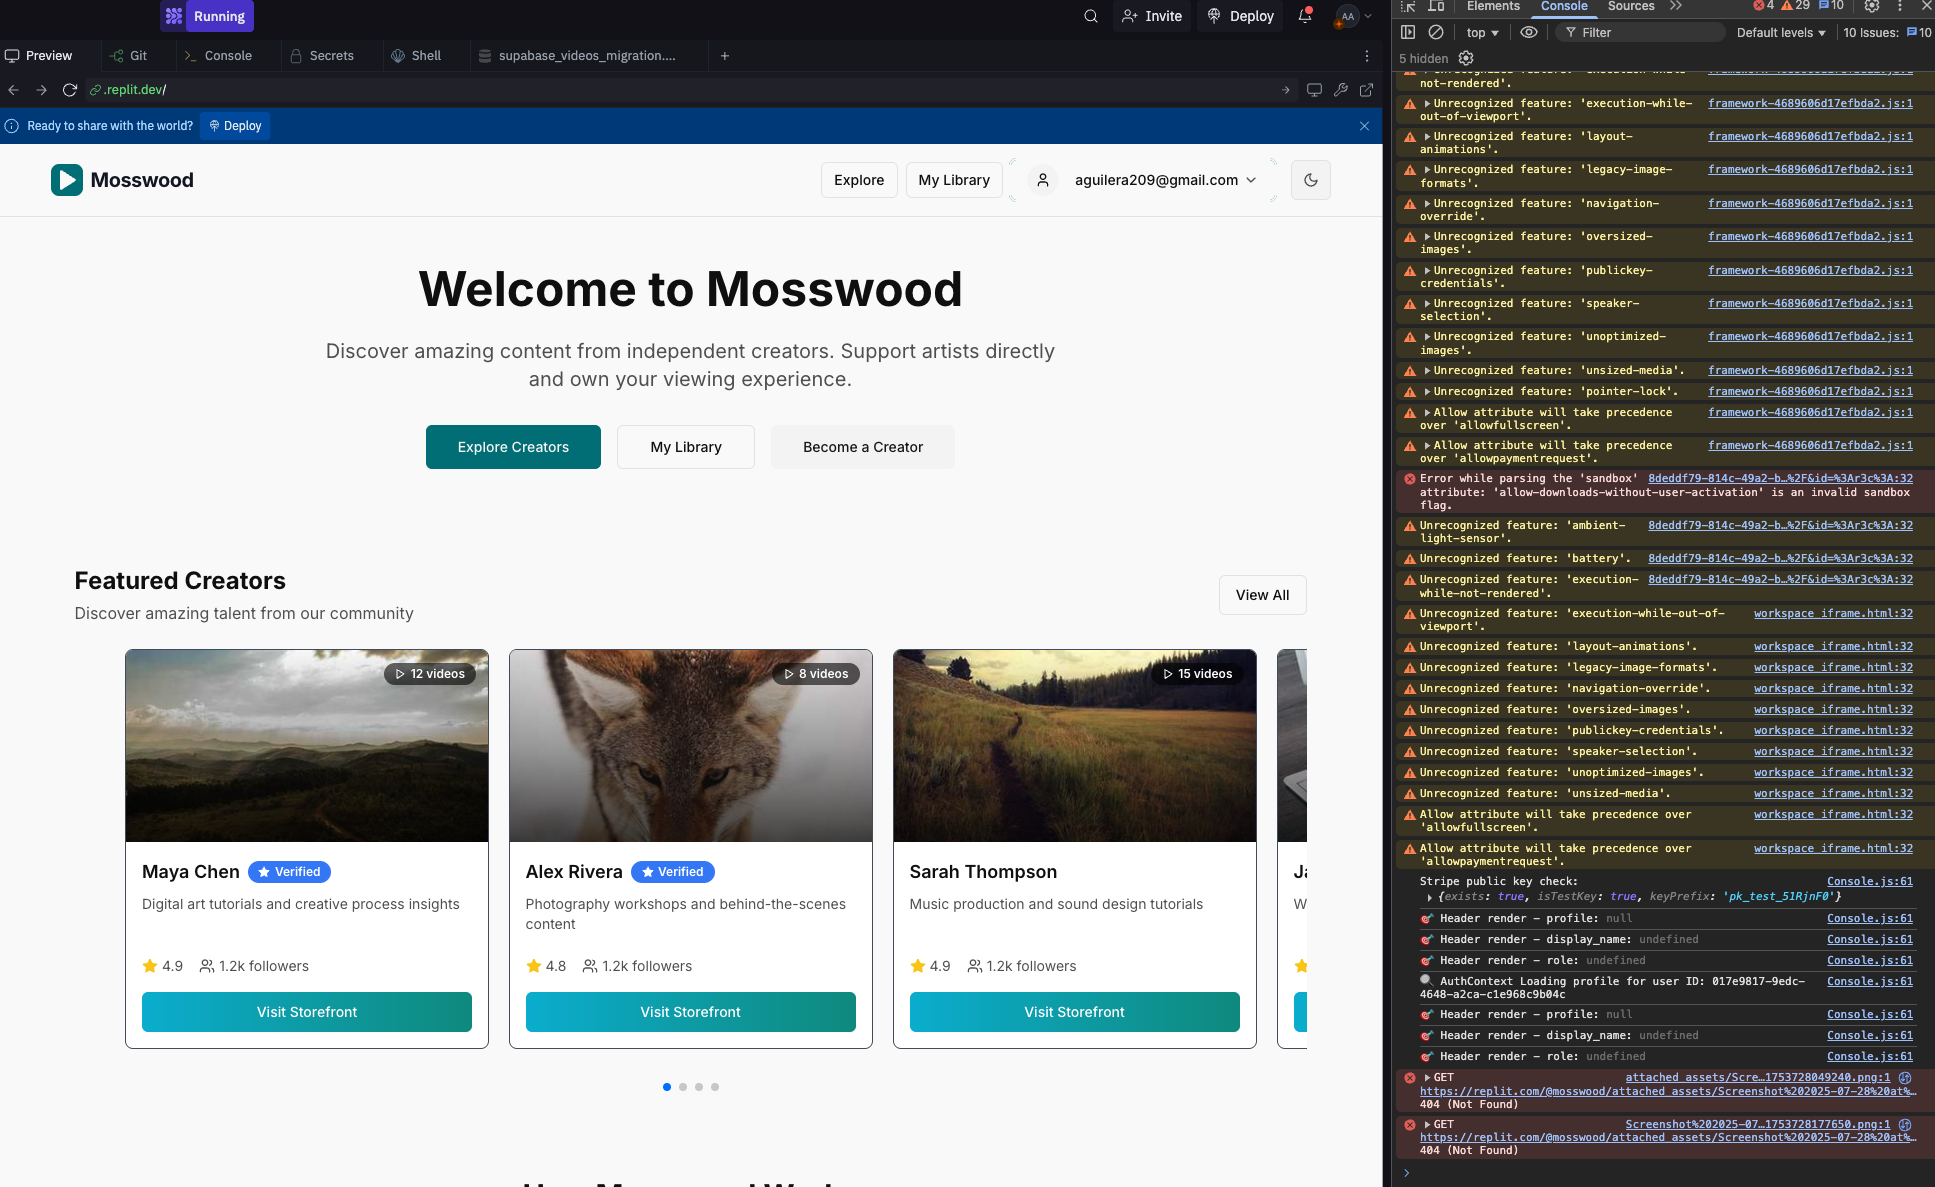 Running
Invite
Deploy
AA
Preview
Git
Console
Secrets
Shell
supabase_videos_migration....
.replit.dev/
Ready to share with the world?
Deploy
Mosswood
Explore
My Library
aguilera209@gmail.com
Welcome to Mosswood
Discover amazing content from independent creators. Support artists directly
and own your viewing experience.
Explore Creators
My Library
Become a Creator
Featured Creators
Discover amazing talent from our community
View All
12 videos
8 videos
15 videos
Maya Chen
Verified
Digital art tutorials and creative process insights
4.9
1.2k followers
Visit Storefront
Alex Rivera
Verified
Photography workshops and behind-the-scenes
content
4.8
1.2k followers
Visit Storefront
Sarah Thompson
Music production and sound design tutorials
4.9
1.2k followers
Visit Storefront
Elements
Console
Sources
4
29
10
top
Filter
Default levels
10 Issues:
10
5 hidden
not-rendered'.
Unrecognized feature: 'execution-while- framework-4689606d17efbda2.js:1
out-of-viewport'.
Unrecognized feature: 'layout- framework-4689606d17efbda2.js:1
animations'.
Unrecognized feature: 'legacy-image- framework-4689606d17efbda2.js:1
formats'.
Unrecognized feature: 'navigation- framework-4689606d17efbda2.js:1
override'.
Unrecognized feature: 'oversized- framework-4689606d17efbda2.js:1
images'.
Unrecognized feature: 'publickey- framework-4689606d17efbda2.js:1
credentials'.
Unrecognized feature: 'speaker- framework-4689606d17efbda2.js:1
selection'.
Unrecognized feature: 'unoptimized- framework-4689606d17efbda2.js:1
images'.
Unrecognized feature: 'unsized-media'. framework-4689606d17efbda2.js:1
Unrecognized feature: 'pointer-lock'. framework-4689606d17efbda2.js:1
Allow attribute will take precedence framework-4689606d17efbda2.js:1
over 'allowfullscreen'.
Allow attribute will take precedence framework-4689606d17efbda2.js:1
over 'allowpaymentrequest'.
Error while parsing the 'sandbox' 8deddf79-814c-49a2-b…%2F&id=%3Ar3c%3A:32
attribute: 'allow-downloads-without-user-activation' is an invalid sandbox
flag.
Unrecognized feature: 'ambient- 8deddf79-814c-49a2-b…%2F&id=%3Ar3c%3A:32
light-sensor'.
Unrecognized feature: 'battery'. 8deddf79-814c-49a2-b…%2F&id=%3Ar3c%3A:32
Unrecognized feature: 'execution- 8deddf79-814c-49a2-b…%2F&id=%3Ar3c%3A:32
while-not-rendered'.
Unrecognized feature: 'execution-while-out-of- workspace iframe.html:32
viewport'.
Unrecognized feature: 'layout-animations'. workspace iframe.html:32
Unrecognized feature: 'legacy-image-formats'. workspace iframe.html:32
Unrecognized feature: 'navigation-override'. workspace iframe.html:32
Unrecognized feature: 'oversized-images'. workspace iframe.html:32
Unrecognized feature: 'publickey-credentials'. workspace iframe.html:32
Unrecognized feature: 'speaker-selection'. workspace iframe.html:32
Unrecognized feature: 'unoptimized-images'. workspace iframe.html:32
Unrecognized feature: 'unsized-media'. workspace iframe.html:32
Allow attribute will take precedence over workspace iframe.html:32
'allowfullscreen'.
Allow attribute will take precedence over workspace iframe.html:32
'allowpaymentrequest'.
Stripe public key check: Console.js:61
{exists: true, isTestKey: true, keyPrefix: 'pk_test_51RjnF0'}
Header render – profile: null Console.js:61
Header render – display_name: undefined Console.js:61
Header render – role: undefined Console.js:61
AuthContext Loading profile for user ID: 017e9817-9edc- Console.js:61
4648-a2ca-c1e968c9b04c
Header render – profile: null Console.js:61
Header render – display_name: undefined Console.js:61
Header render – role: undefined Console.js:61
GET attached assets/Scre…1753728049240.png:1
https://replit.com/@mosswood/attached_assets/Screenshot%202025-07-28%20at%…
404 (Not Found)
GET Screenshot%202025-07…1753728177650.png:1
https://replit.com/@mosswood/attached_assets/Screenshot%202025-07-28%20at%…
404 (Not Found)